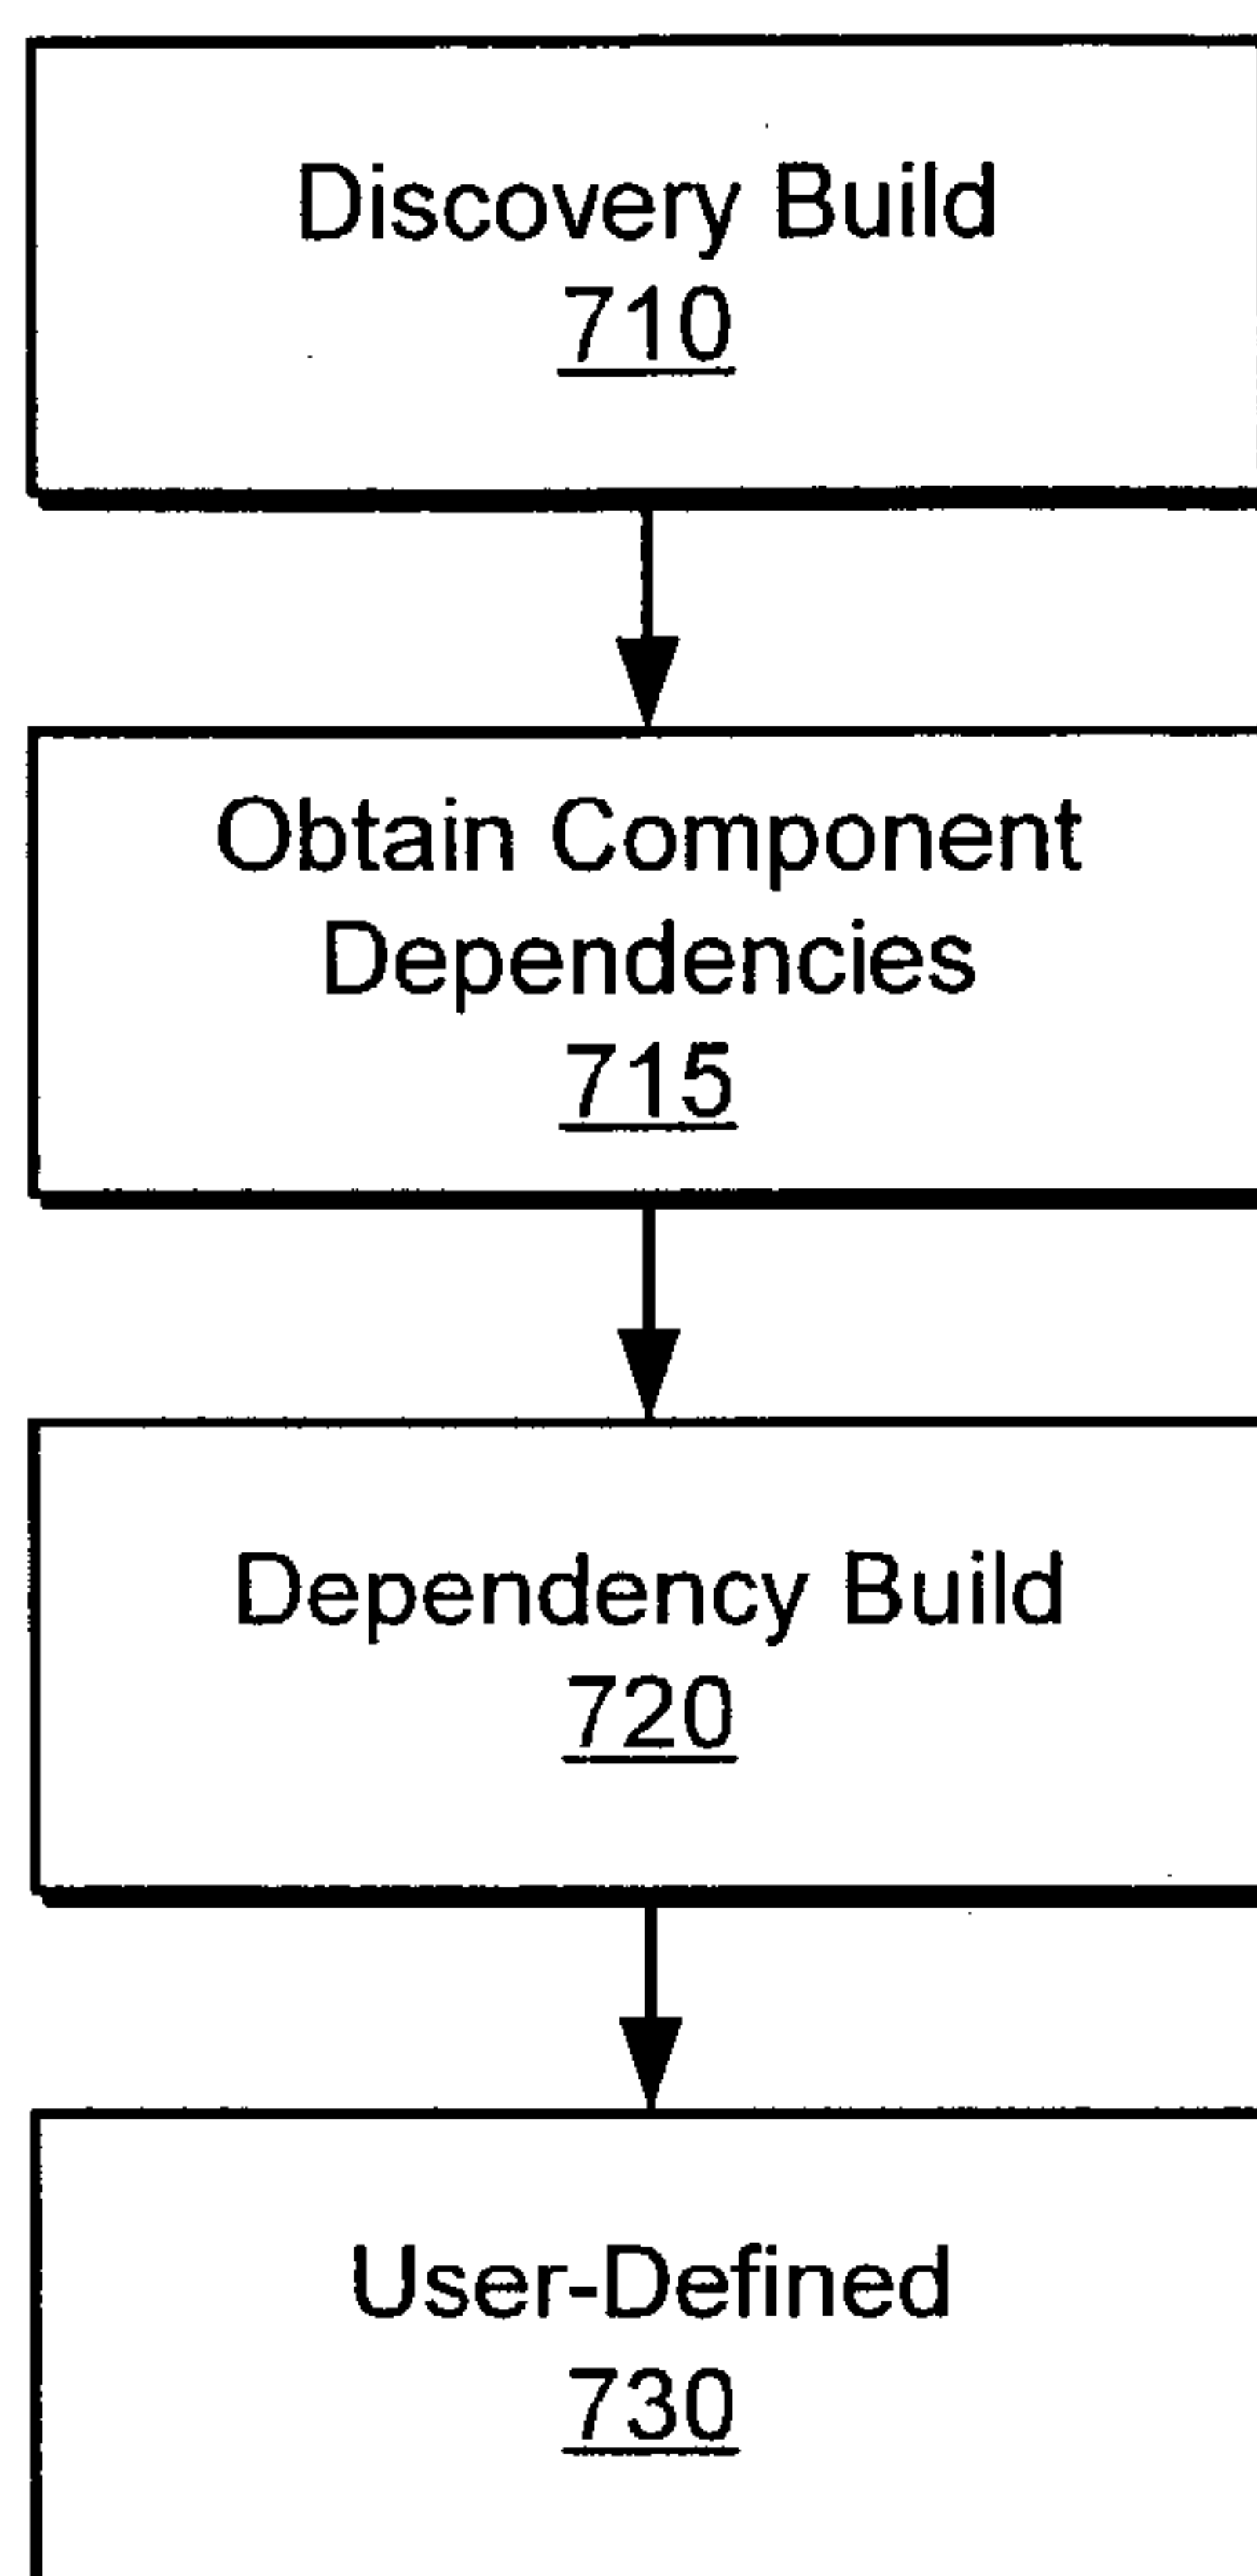 Discovery Build
710
Obtain Component
Dependencies
715
Dependency Build
720
User-Defined
730